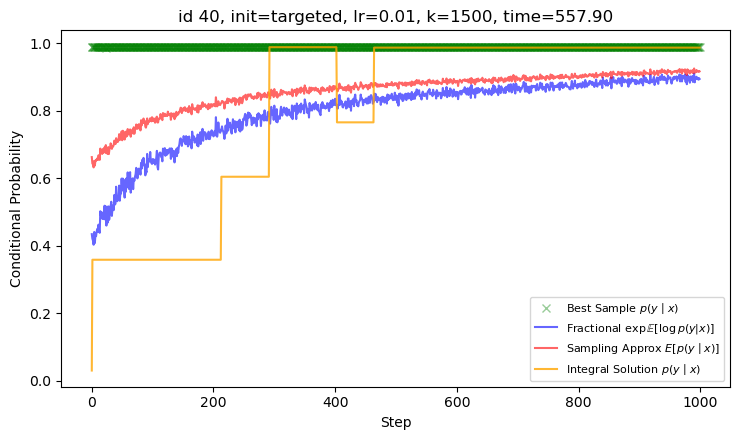 id 40, init=targeted, lr=0.01, k=1500, time=557.90
Conditional Probability
1.0
0.8
0.6
0.4
0.2
0.0
0
200
400
600
800
1000
Step
Best Sample p(y | x)
Fractional exp𝔼[log p(y|x)]
Sampling Approx E[p(y | x)]
Integral Solution p(y | x)